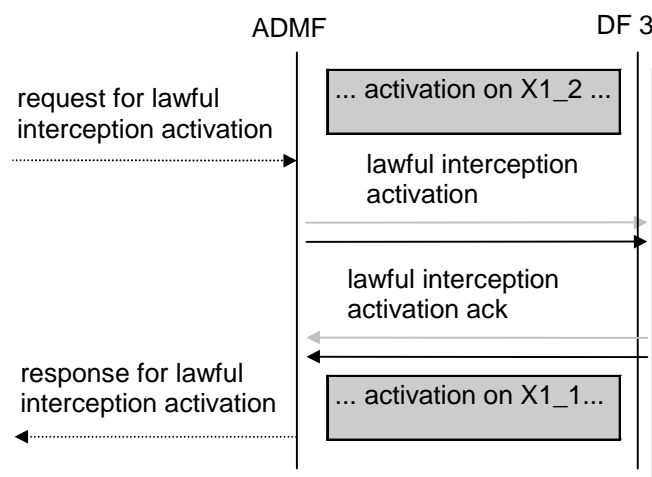 ADMF
DF 3
... activation on X1_2 ...
request for lawful
interception activation
lawful interception
activation
lawful interception
activation ack
response for lawful
interception activation
... activation on X1_1...